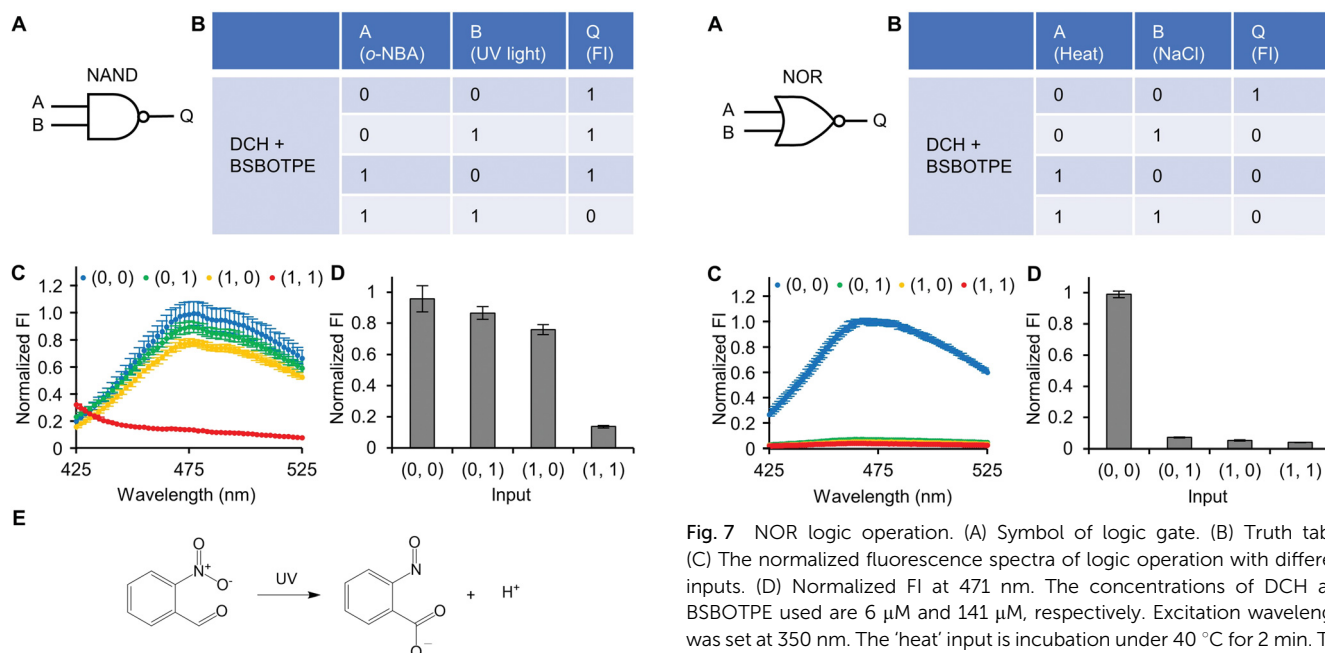 A
NAND
A
B
Q
B
A (o-NBA) B (UV light) Q (FI)
DCH + BSBOTPE
0 0 1
0 1 1
1 0 1
1 1 0
C
(0, 0) (0, 1) (1, 0) (1, 1)
Normalized FI
1.2
1.0
0.8
0.6
0.4
0.2
0
425 475 525
Wavelength (nm)
D
Normalized FI
1
0.8
0.6
0.4
0.2
0
(0, 0) (0, 1) (1, 0) (1, 1)
Input
E
O
N+
O-
O
UV
O
N
O
O−
+ H+
A
NOR
A
B
Q
B
A (Heat) B (NaCl) Q (FI)
DCH + BSBOTPE
0 0 1
0 1 0
1 0 0
1 1 0
C
(0, 0) (0, 1) (1, 0) (1, 1)
Normalized FI
1.2
1.0
0.8
0.6
0.4
0.2
0
425 475 525
Wavelength (nm)
D
Normalized FI
1
0.8
0.6
0.4
0.2
0
(0, 0) (0, 1) (1, 0) (1, 1)
Input
Fig. 7 NOR logic operation. (A) Symbol of logic gate. (B) Truth tab
(C) The normalized fluorescence spectra of logic operation with differe
inputs. (D) Normalized FI at 471 nm. The concentrations of DCH a
BSBOTPE used are 6 μM and 141 μM, respectively. Excitation waveleng
was set at 350 nm. The 'heat' input is incubation under 40 °C for 2 min. T